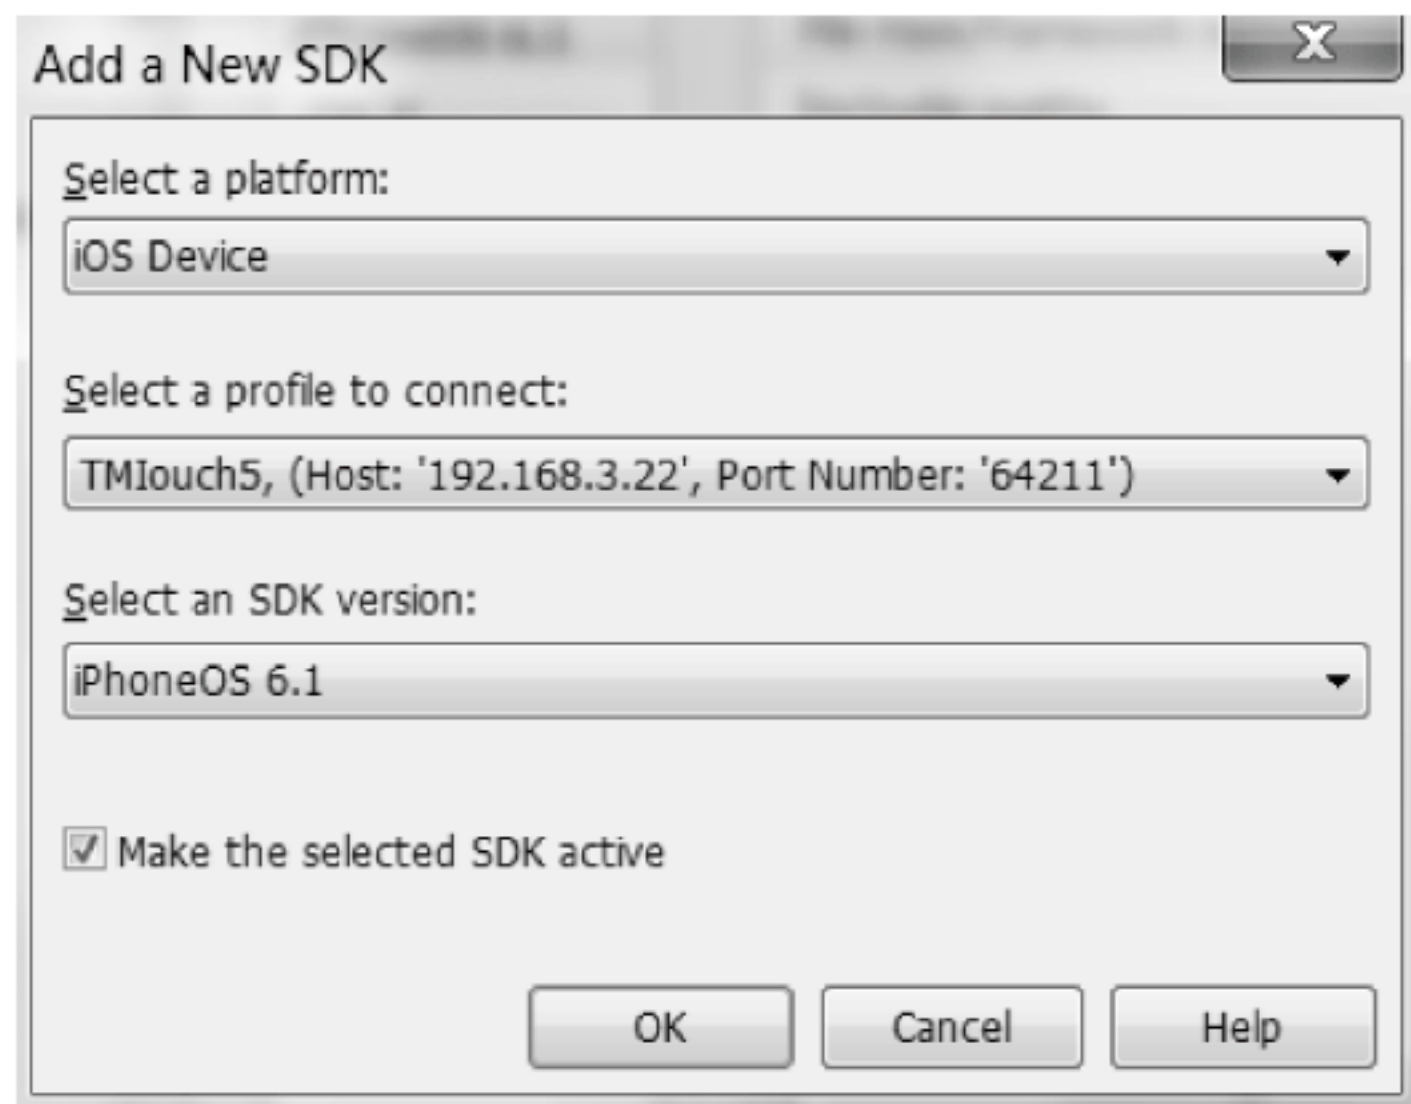 Add a New SDK
X
Select a platform:
iOS Device
Select a profile to connect:
TMIouch5, (Host: '192.168.3.22', Port Number: '64211')
Select an SDK version:
iPhoneOS 6.1
Make the selected SDK active
OK
Cancel
Help